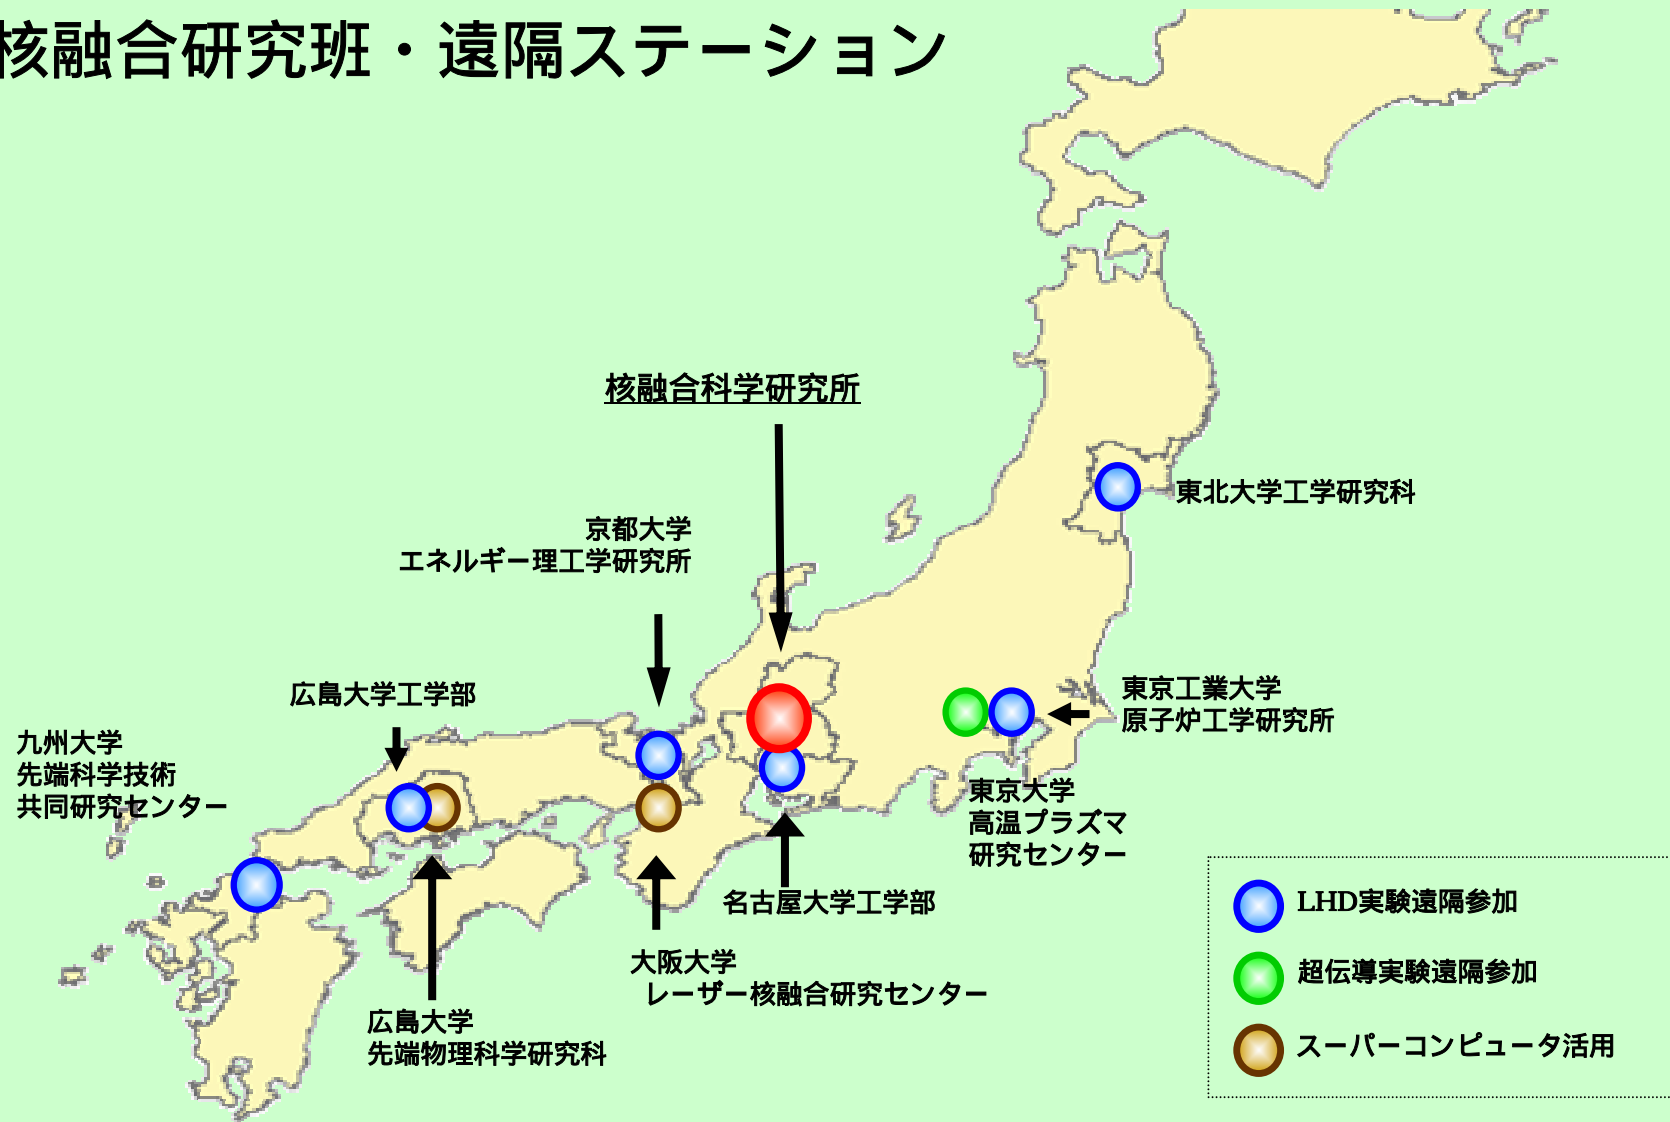 核融合研究班・遠隔ステーション
核融合科学研究所
東北大学工学研究科
京都大学
エネルギー理工学研究所
広島大学工学部
東京工業大学
原子炉工学研究所
九州大学
先端科学技術
共同研究センター
東京大学
高温プラズマ
研究センター
名古屋大学工学部
大阪大学
レーザー核融合研究センター
広島大学
先端物理科学研究科
LHD実験遠隔参加
超伝導実験遠隔参加
スーパーコンピュータ活用